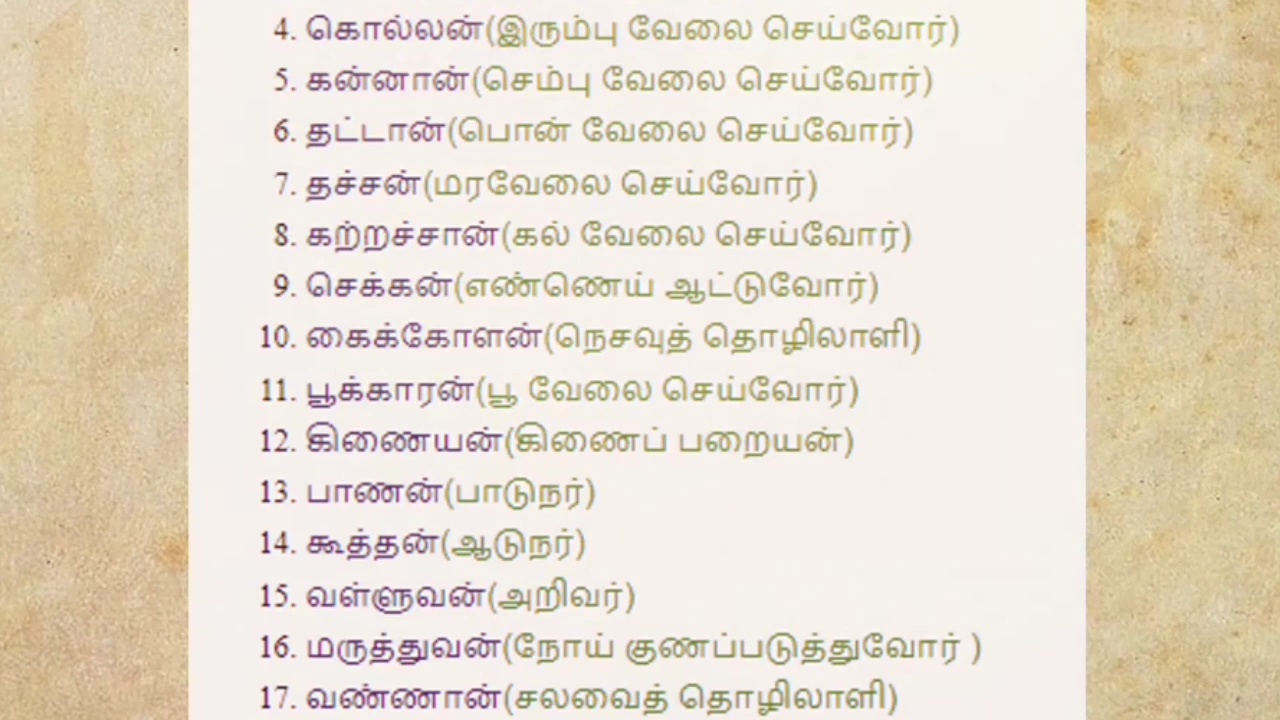 4. கொல்லன்(இரும்பு வேலை செய்வோர்)
5. கன்னான்(செம்பு வேலை செய்வோர்)
6. தட்டான்(பொன் வேலை செய்வோர்)
7. தச்சன்(மரவேலை செய்வோர்)
8. கற்றச்சான்(கல் வேலை செய்வோர்)
9. செக்கன்(எண்ணெய் ஆட்டுவோர்)
10. கைக்கோளன்(நெசவுத் தொழிலாளி)
11. பூக்காரன்(பூ வேலை செய்வோர்)
12. கிணையன்(கிணைப் பறையன்)
13. பாணன்(பாடுநர்)
14. கூத்தன்(ஆடுநர்)
15. வள்ளுவன்(அறிவர்)
16. மருத்துவன்(நோய் குணப்படுத்துவோர் )
17. வண்ணான்(சலவைத் தொழிலாளி)